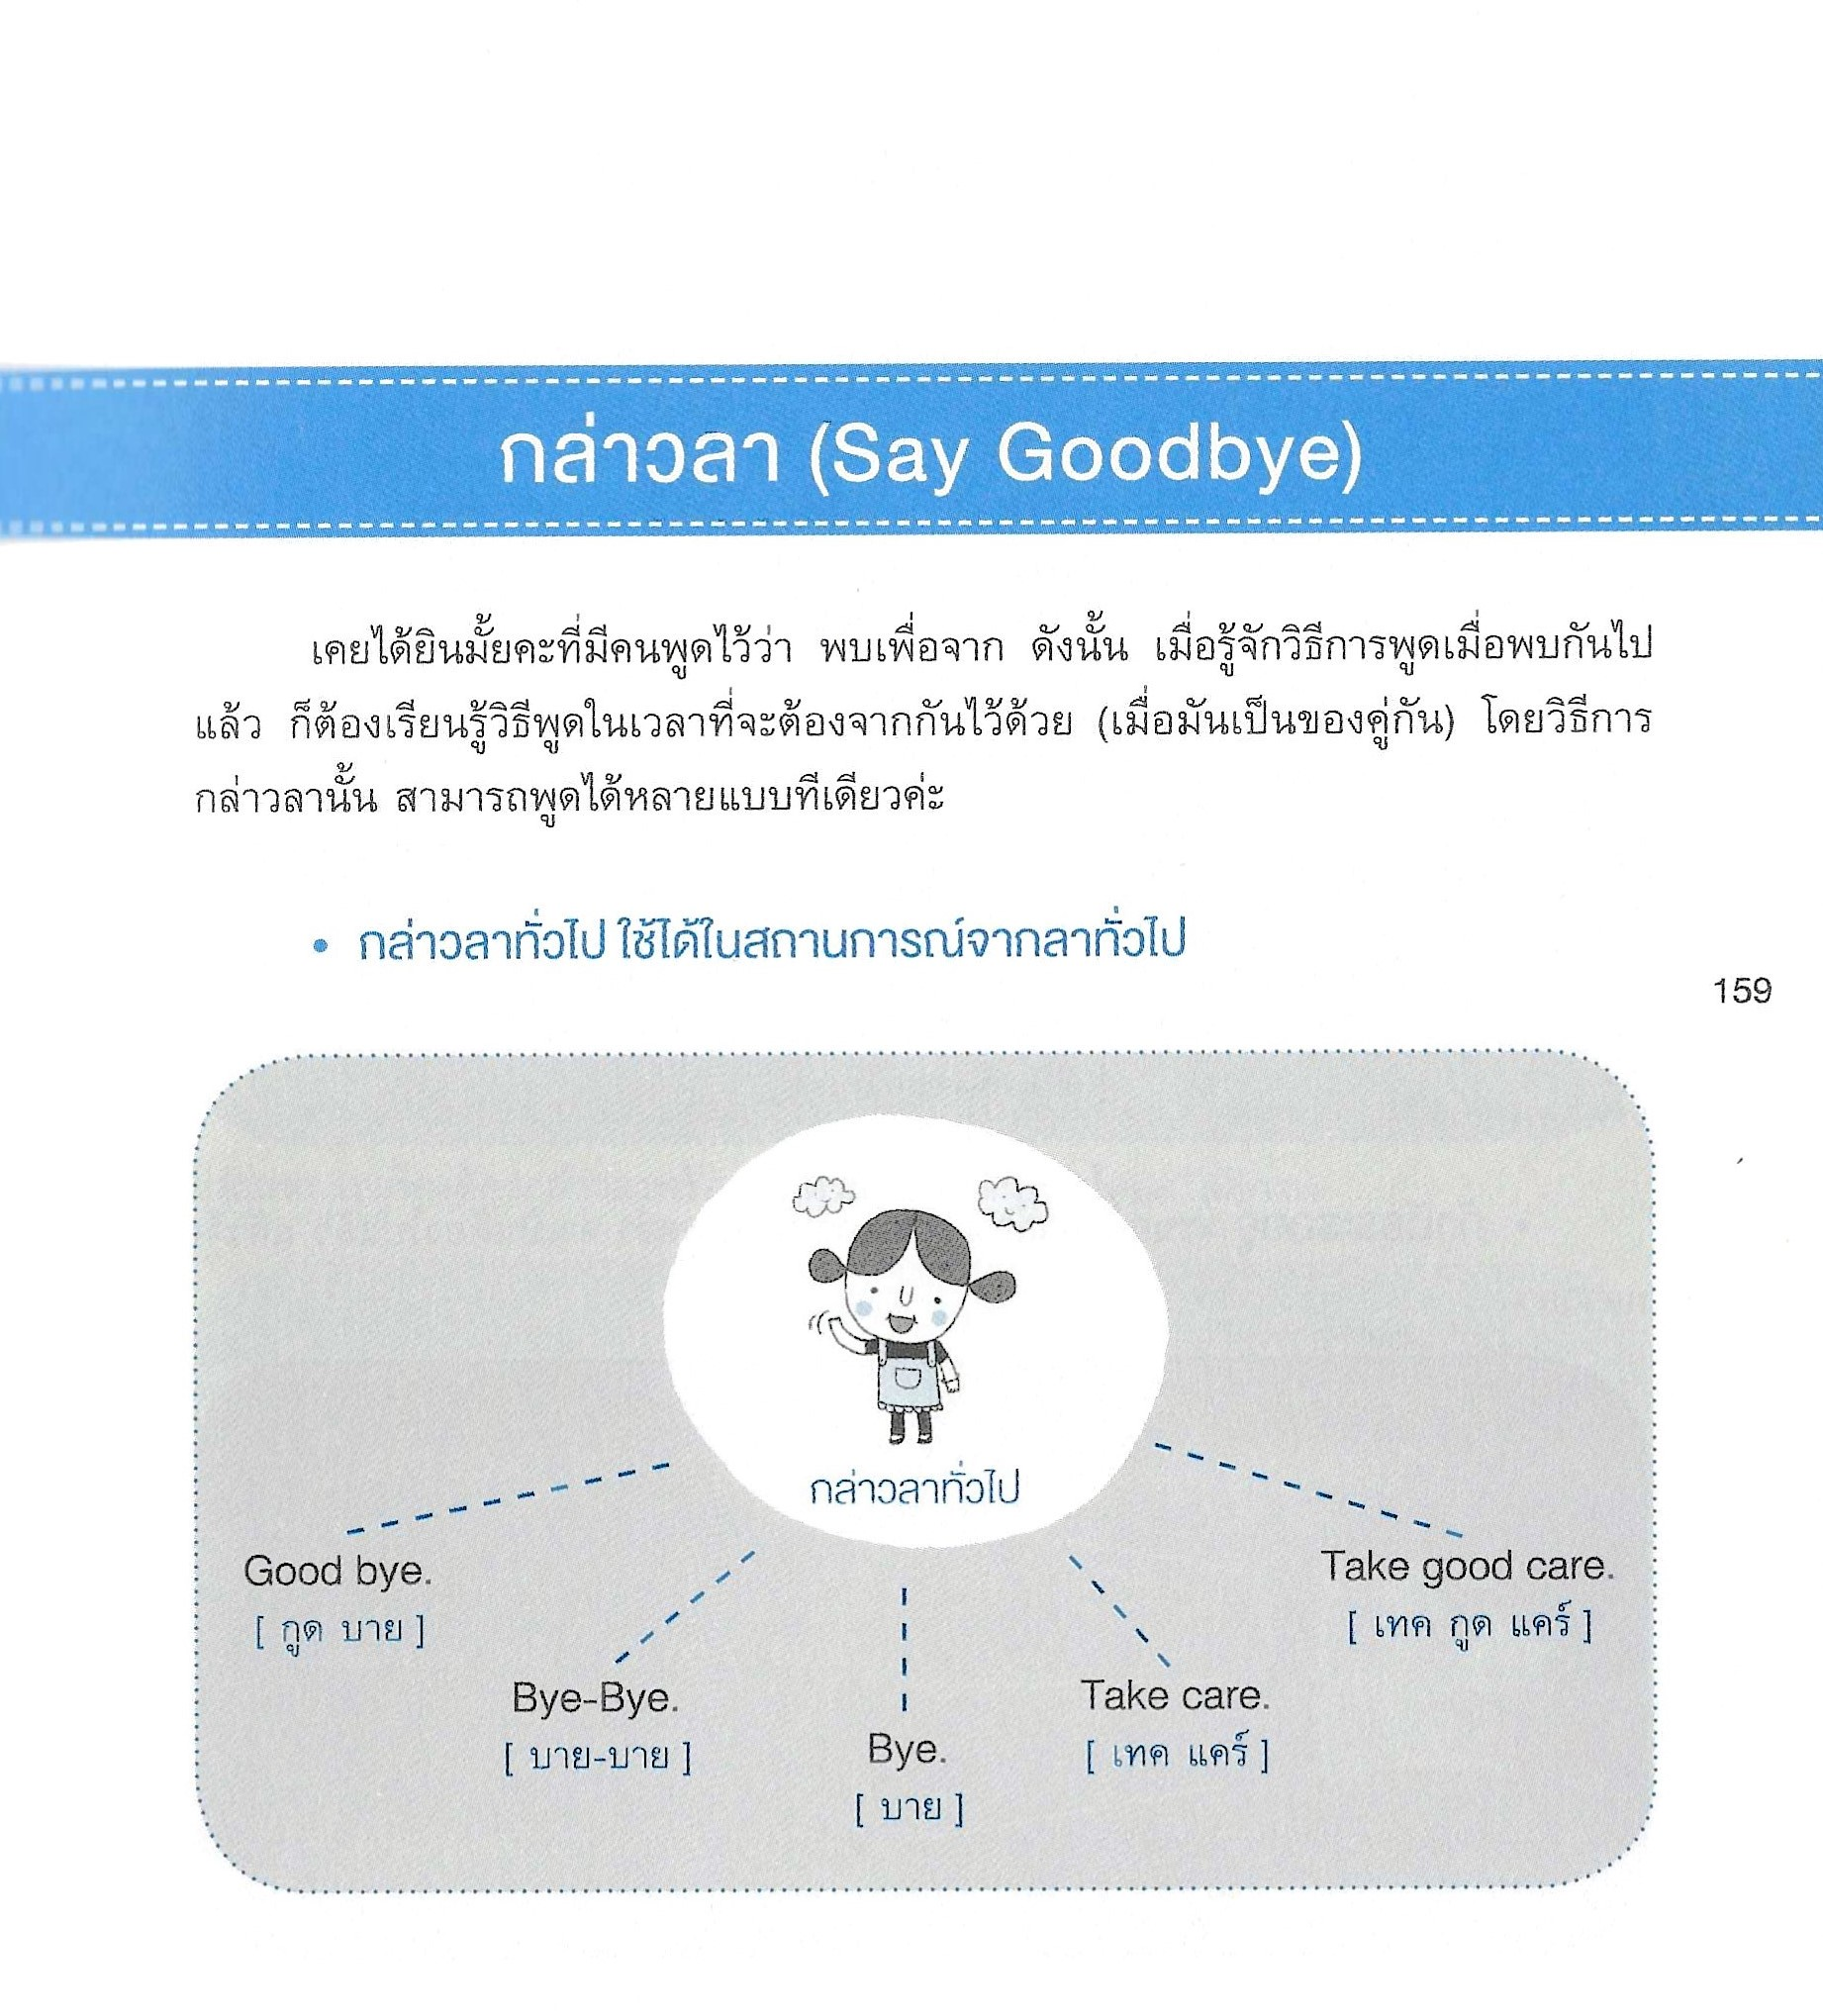 กล่าวลา (Say Goodbye)
เคยได้ยินมั้ยคะที่มีคนพูดไว้ว่า พบเพื่อจาก ดังนั้น เมื่อรู้จักวิธีการพูดเมื่อพบกันไป
แล้ว ก็ต้องเรียนรู้วิธีพูดในเวลาที่จะต้องจากกันไว้ด้วย (เมื่อมันเป็นของคู่กัน) โดยวิธีการ
กล่าวลานั้น สามารถพูดได้หลายแบบทีเดียวค่ะ
• กล่าวลาทั่วไป ใช้ได้ในสถานการณ์จากลาทั่วไป
159
กล่าวลาทั่วไป
Good bye.
[ กูด บาย ]
Bye-Bye.
[ บาย-บาย ]
Bye.
[ บาย ]
Take care.
[ เทค แคร์ ]
Take good care.
[ เทค กูด แคร์ ]